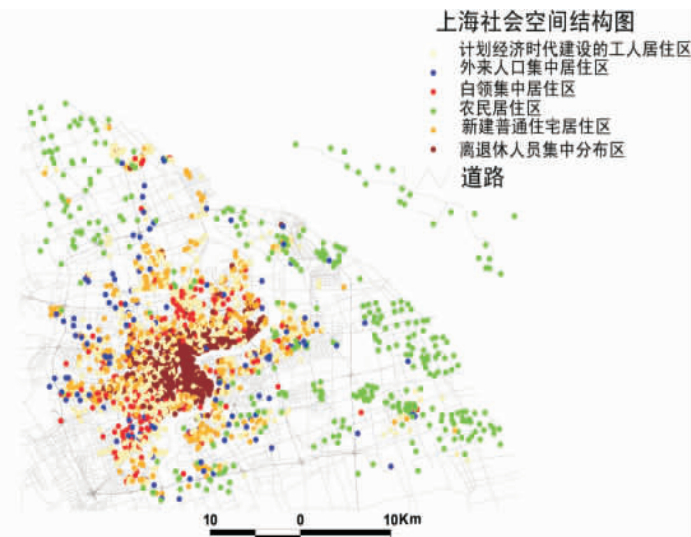 上海社会空间结构图
计划经济时代建设的工人居住区
外来人口集中居住区
白领集中居住区
农民居住区
新建普通住宅居住区
离退休人员集中分布区
道路
10 0 10Km